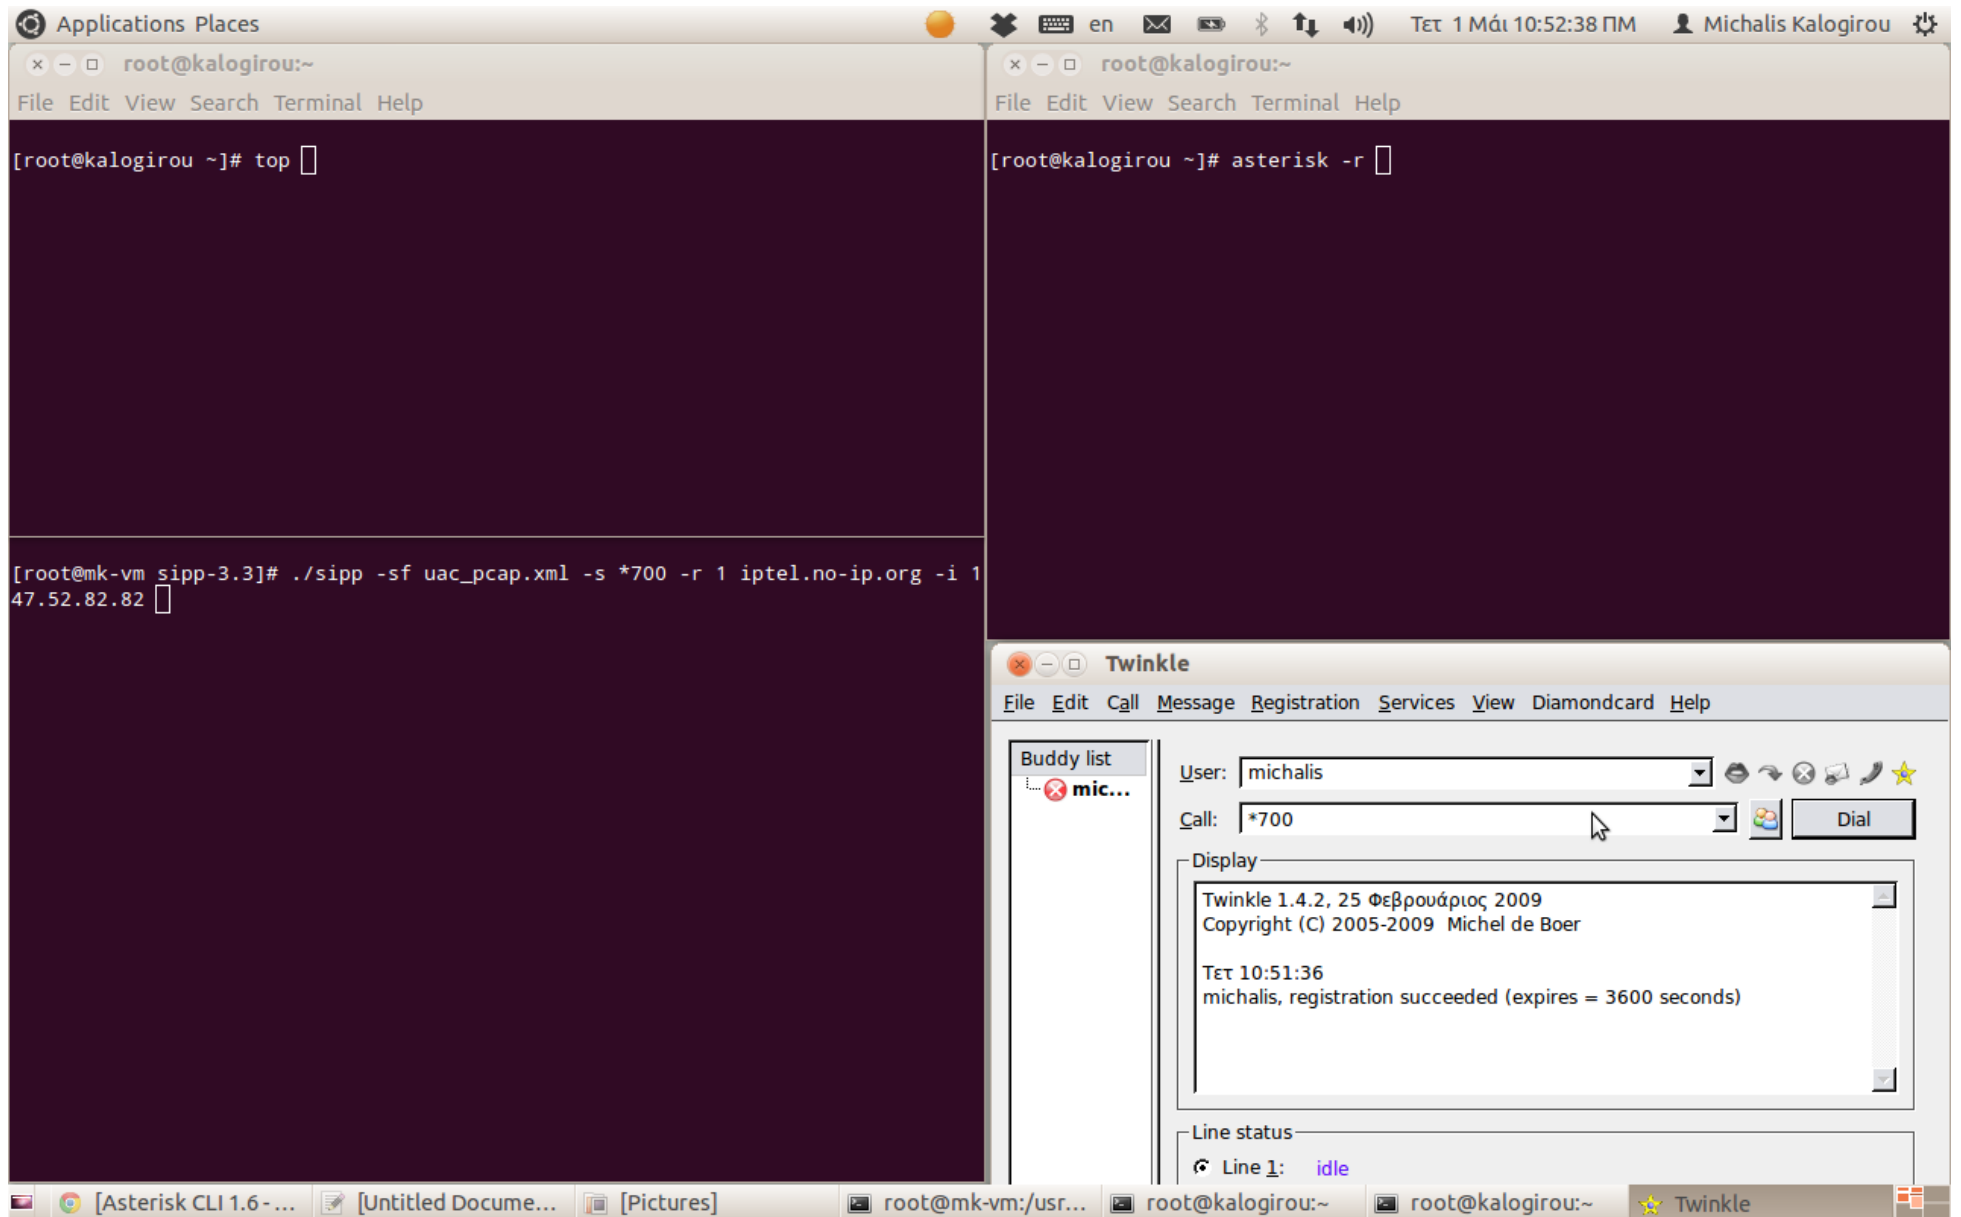 Applications Places
en
Τετ 1 Μάι 10:52:38 ΠΜ
Michalis Kalogirou
root@kalogirou:~
File Edit View Search Terminal Help
[root@kalogirou ~]# top
root@kalogirou:~
File Edit View Search Terminal Help
[root@kalogirou ~]# asterisk -r
[root@mk-vm sipp-3.3]# ./sipp -sf uac_pcap.xml -s *700 -r 1 iptel.no-ip.org -i 1
47.52.82.82
Twinkle
File Edit Call Message Registration Services View Diamondcard Help
Buddy list
mic...
User: michalis
Call: *700
Dial
Display
Twinkle 1.4.2, 25 Φεβρουάριος 2009
Copyright (C) 2005-2009 Michel de Boer
Τετ 10:51:36
michalis, registration succeeded (expires = 3600 seconds)
Line status
Line 1: idle
[Asterisk CLI 1.6 - ...
[Untitled Docume...
[Pictures]
root@mk-vm:/usr...
root@kalogirou:~
root@kalogirou:~
Twinkle